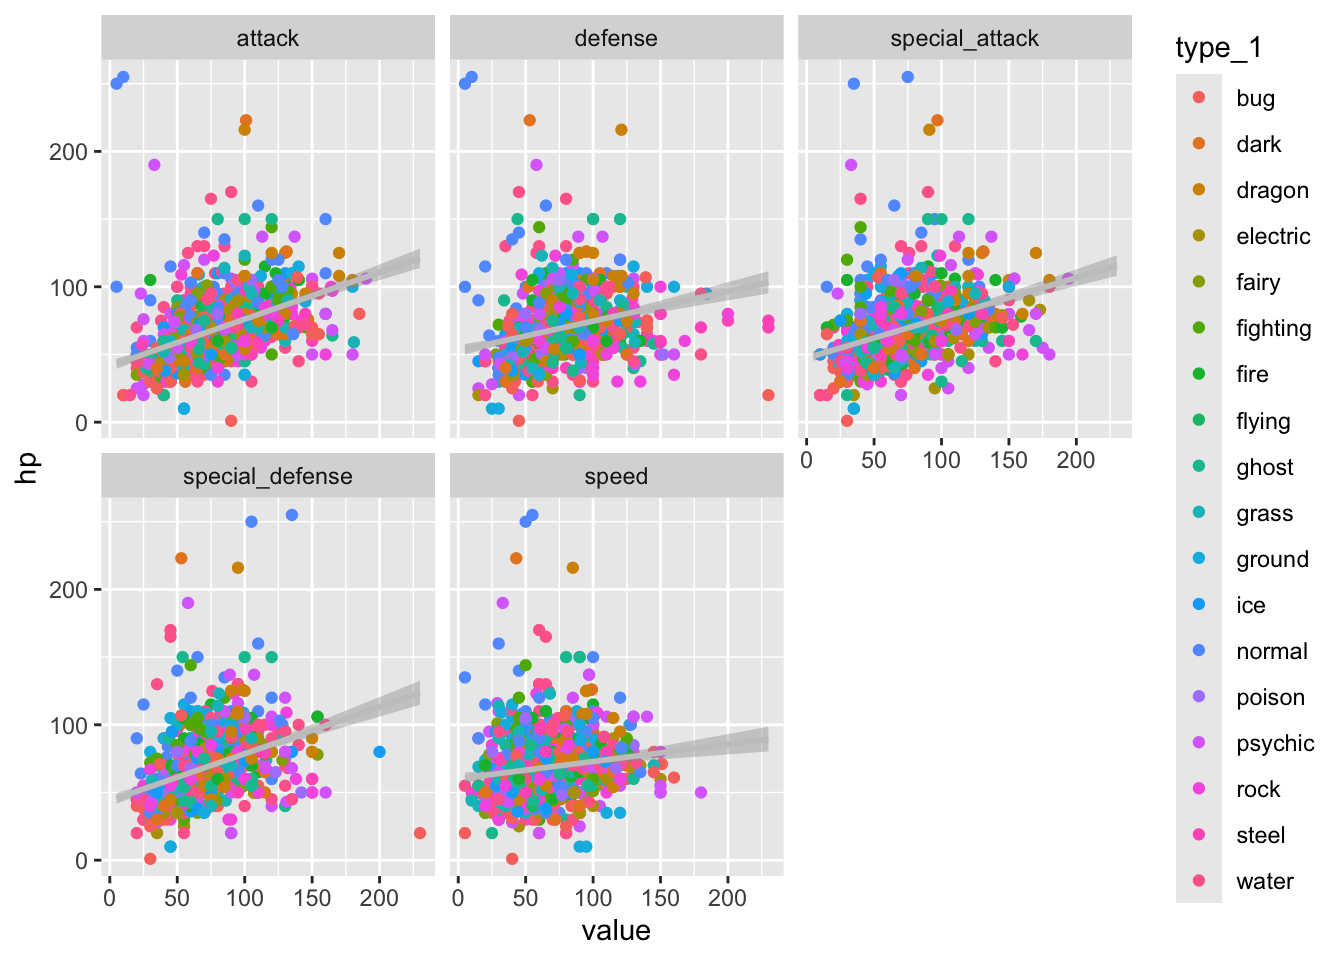 attack
defense
special_attack
type_1
bug
dark
dragon
electric
fairy
fighting
fire
flying
ghost
grass
ground
ice
normal
poison
psychic
rock
steel
water
200
100
0
hp
0 50 100 150 200
special_defense
speed
200
100
0
0 50 100 150 200
0 50 100 150 200
value